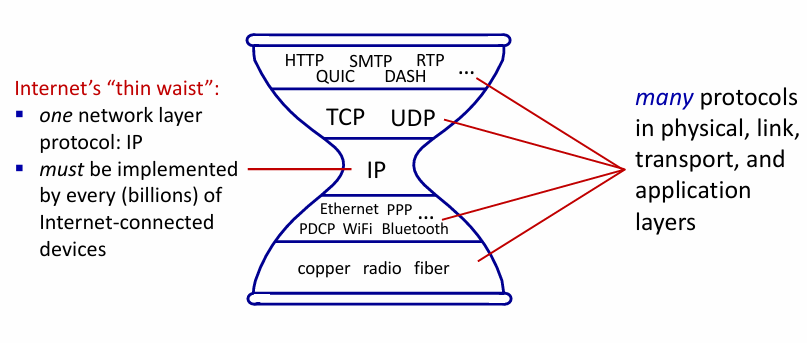 Internet's “thin waist”:
▪ one network layer
protocol: IP
▪ must be implemented
by every (billions) of
Internet-connected
devices
HTTP SMTP RTP
QUIC DASH ...
TCP UDP
IP
Ethernet PPP ...
PDCP WiFi Bluetooth
copper radio fiber
many protocols
in physical, link,
transport, and
application
layers